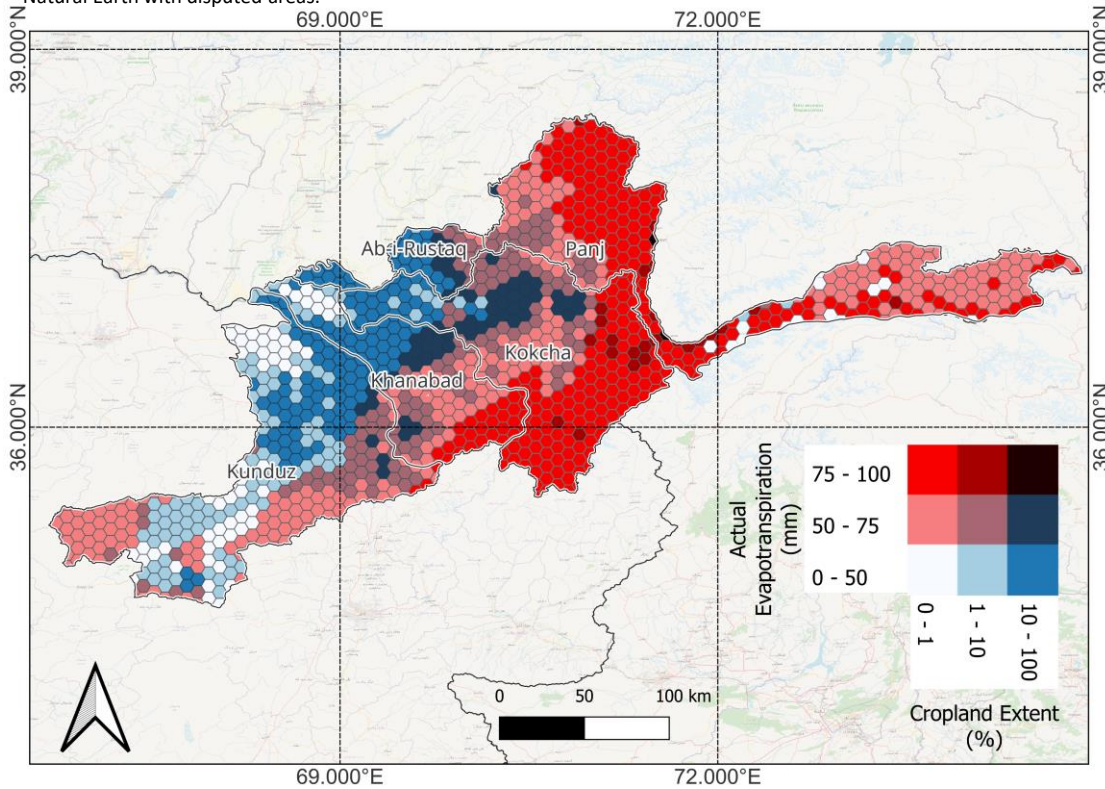 Natural Earth with disputed areas.
69.000°E 72.000°E
39.000°N 39.000°N
Ab-i-Rustaq
Panj
Kokcha
Khanabad
36.000°N 36.000°N
Kunduz
Actual
Evapotranspiration
(mm)
75 - 100
50 - 75
0 - 50
0 - 1
1 - 10
10 - 100
Cropland Extent
(%)
0 50 100 km
69.000°E 72.000°E